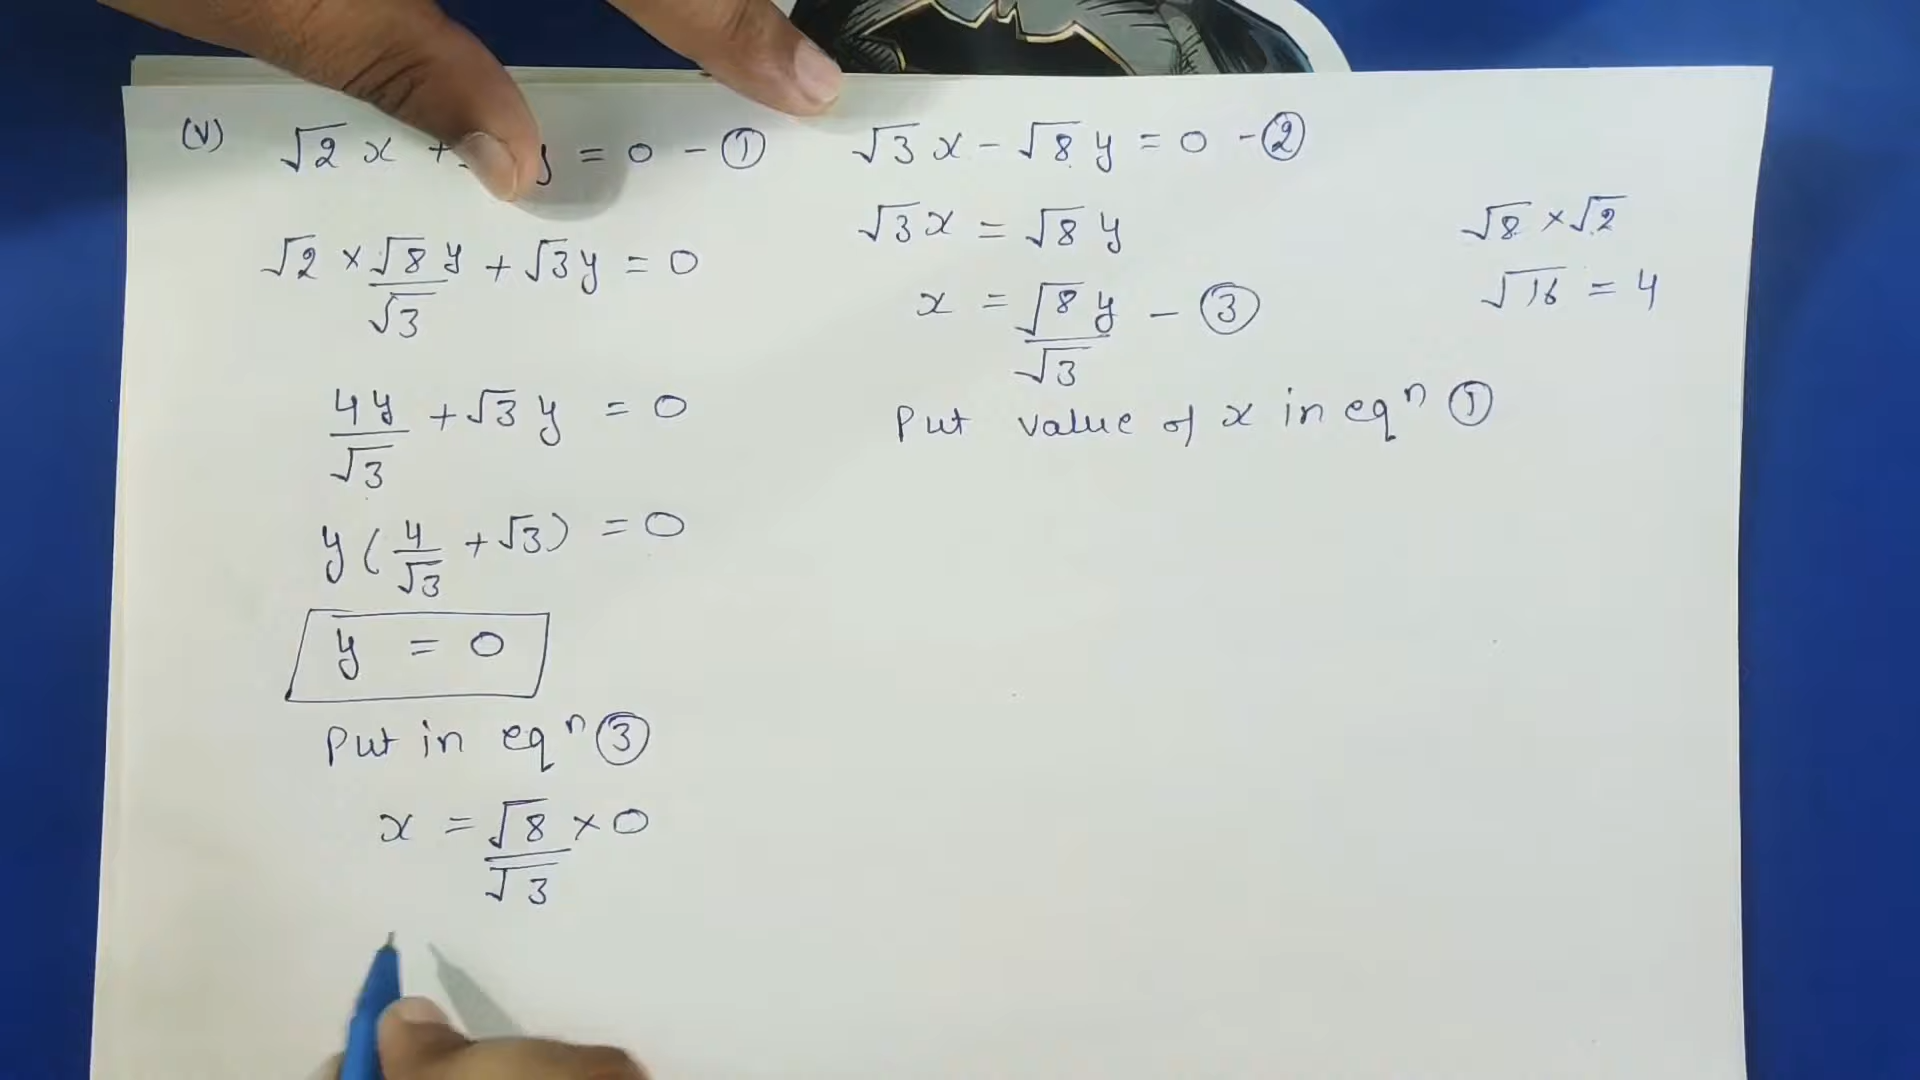 (V) √2 x + y = 0 - ①
√2 × √8 y / √3 + √3 y = 0
4y / √3 + √3 y = 0
y ( 4 / √3 + √3 ) = 0
y = 0
Put in eqⁿ ③
x = √8 / √3 × 0
√3 x - √8 y = 0 - ②
√3 x = √8 y
x = √8 y / √3 - ③
Put value of x in eqⁿ ①
√8 × √2
√16 = 4